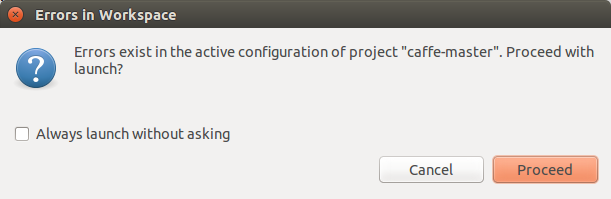 Errors in Workspace
Errors exist in the active configuration of project "caffe-master". Proceed with
launch?
Always launch without asking
Cancel
Proceed